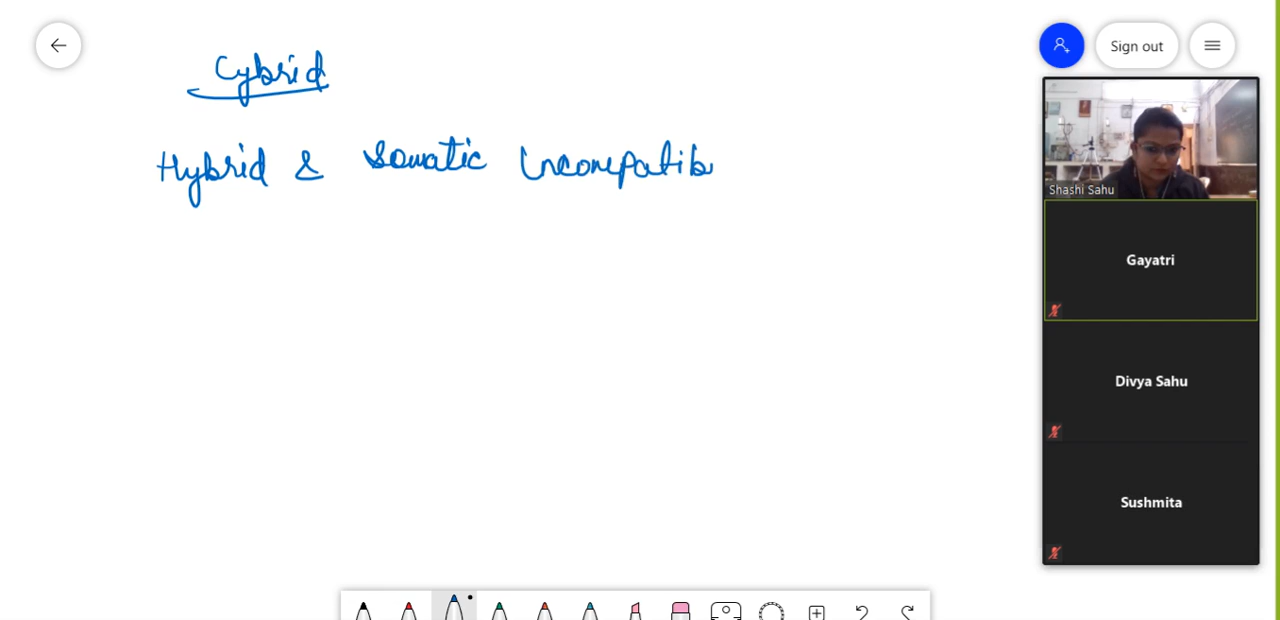 Cybrid
Sign out
Hybrid & Somatic Incompatib
Shashi Sahu
Gayatri
Divya Sahu
Sushmita